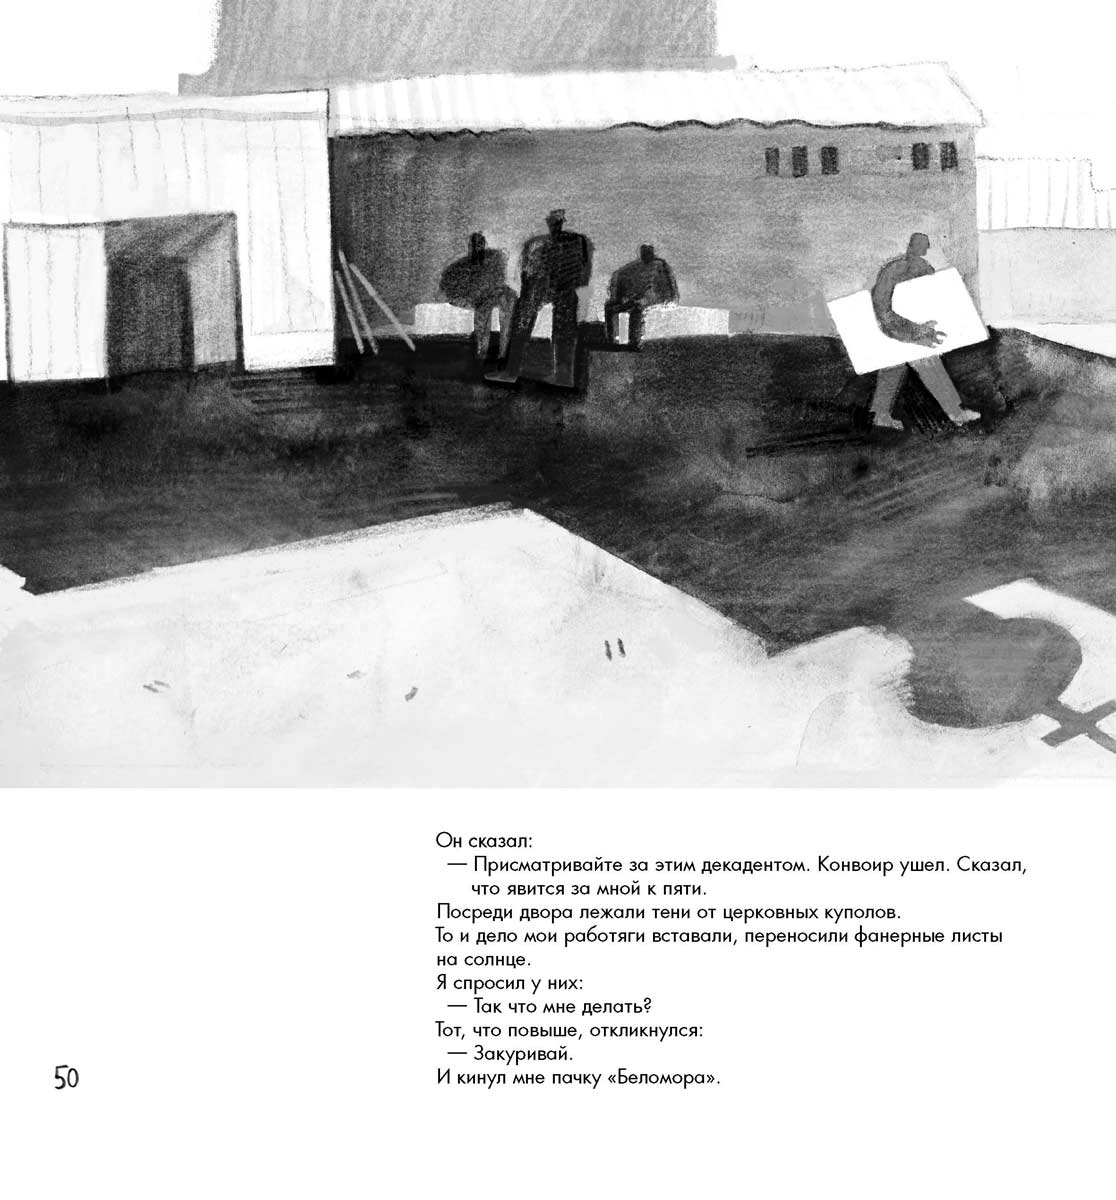 Он сказал:
— Присматривайте за этим декадентом. Конвоир ушел. Сказал,
что явится за мной к пяти.
Посреди двора лежали тени от церковных куполов.
То и дело мои работяги вставали, переносили фанерные листы
на солнце.
Я спросил у них:
— Так что мне делать?
Тот, что повыше, откликнулся:
— Закуривай.
И кинул мне пачку «Беломора».
50